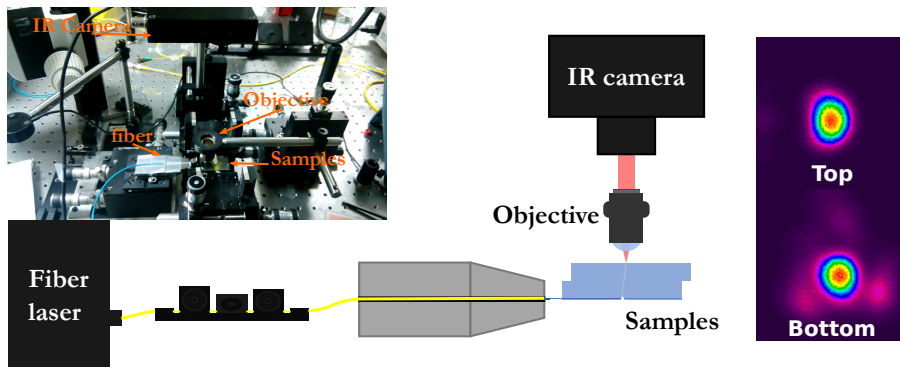 IR Camera
Objective
fiber
Samples
IR camera
Objective
Fiber
laser
Samples
Top
Bottom